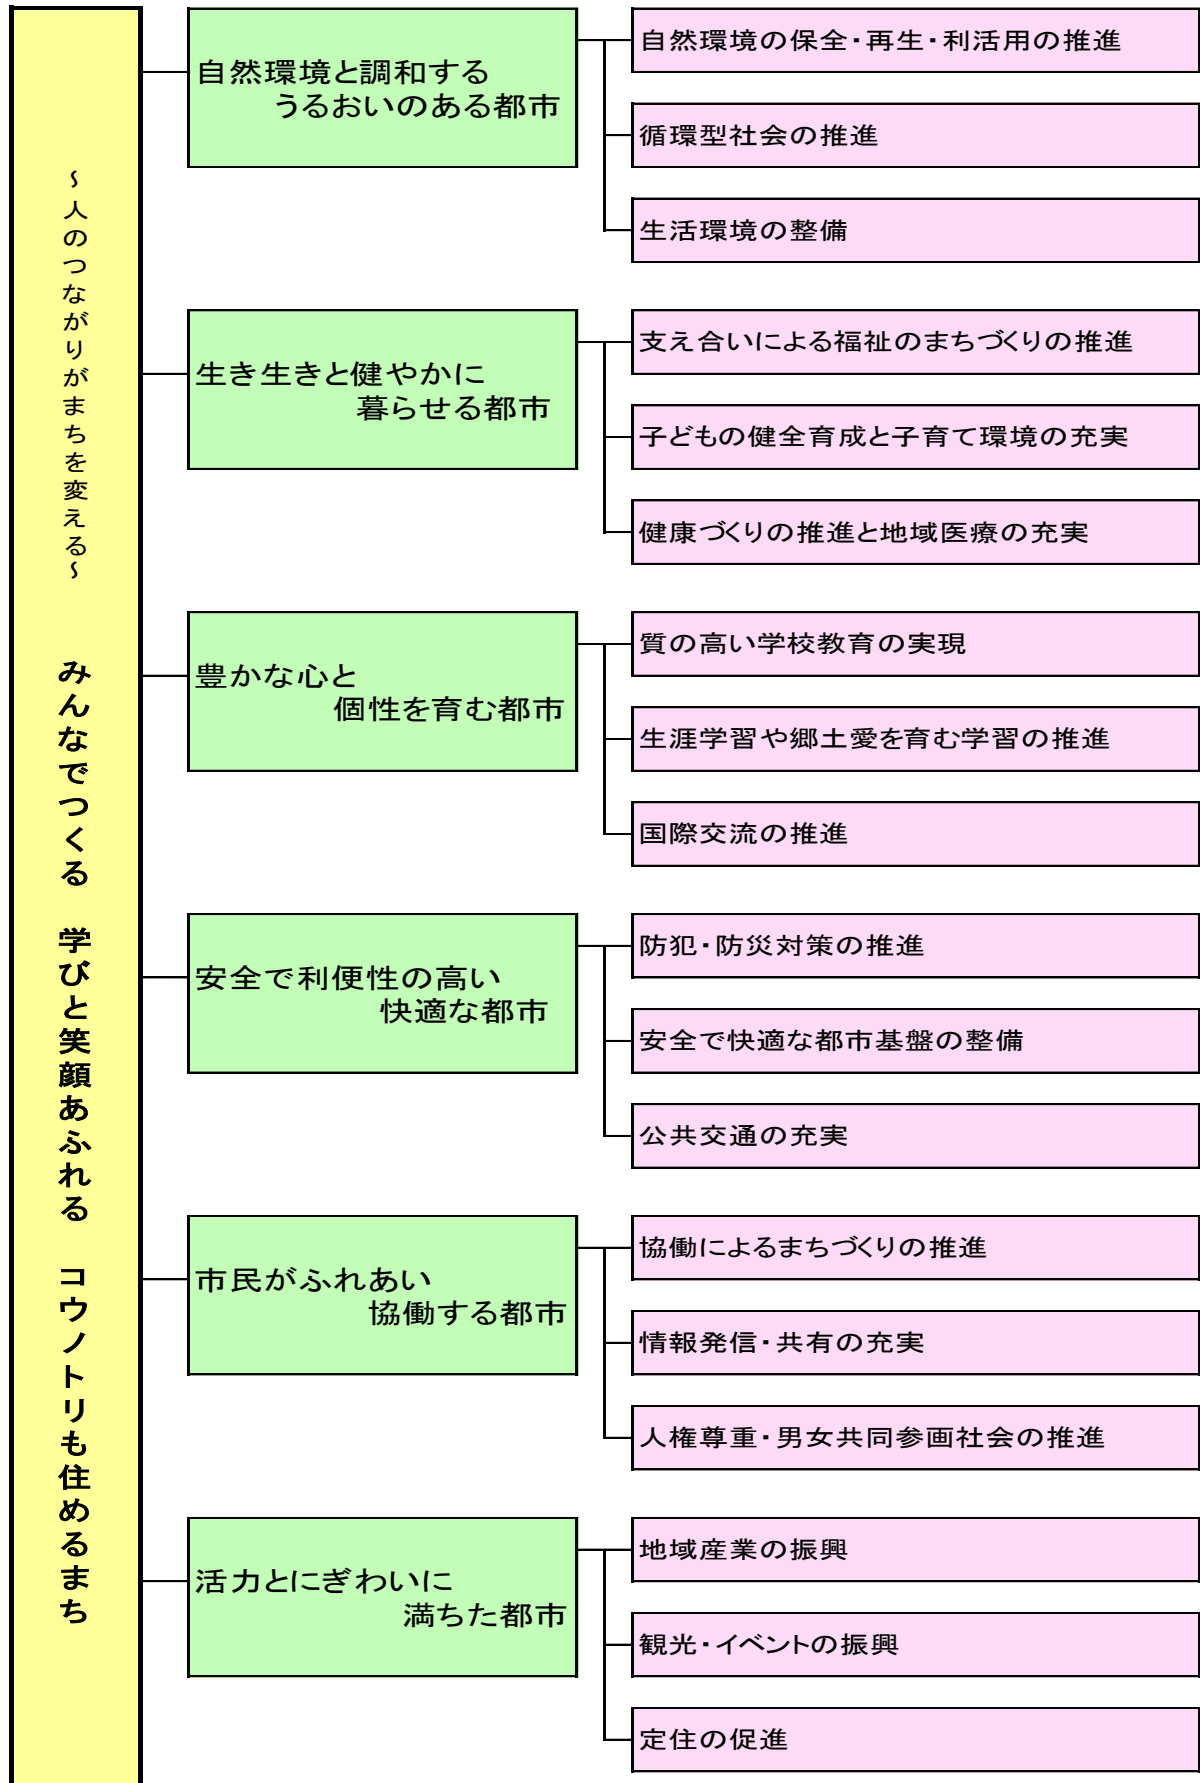 ~人のつながりがまちを変える~
みんなでつくる 学びと笑顔あふれる コウノトリも住めるまち
自然環境と調和する
うるおいのある都市
自然環境の保全・再生・利活用の推進
循環型社会の推進
生活環境の整備
生き生きと健やかに
暮らせる都市
支え合いによる福祉のまちづくりの推進
子どもの健全育成と子育て環境の充実
健康づくりの推進と地域医療の充実
豊かな心と
個性を育む都市
質の高い学校教育の実現
生涯学習や郷土愛を育む学習の推進
国際交流の推進
安全で利便性の高い
快適な都市
防犯・防災対策の推進
安全で快適な都市基盤の整備
公共交通の充実
市民がふれあい
協働する都市
協働によるまちづくりの推進
情報発信・共有の充実
人権尊重・男女共同参画社会の推進
活力とにぎわいに
満ちた都市
地域産業の振興
観光・イベントの振興
定住の促進